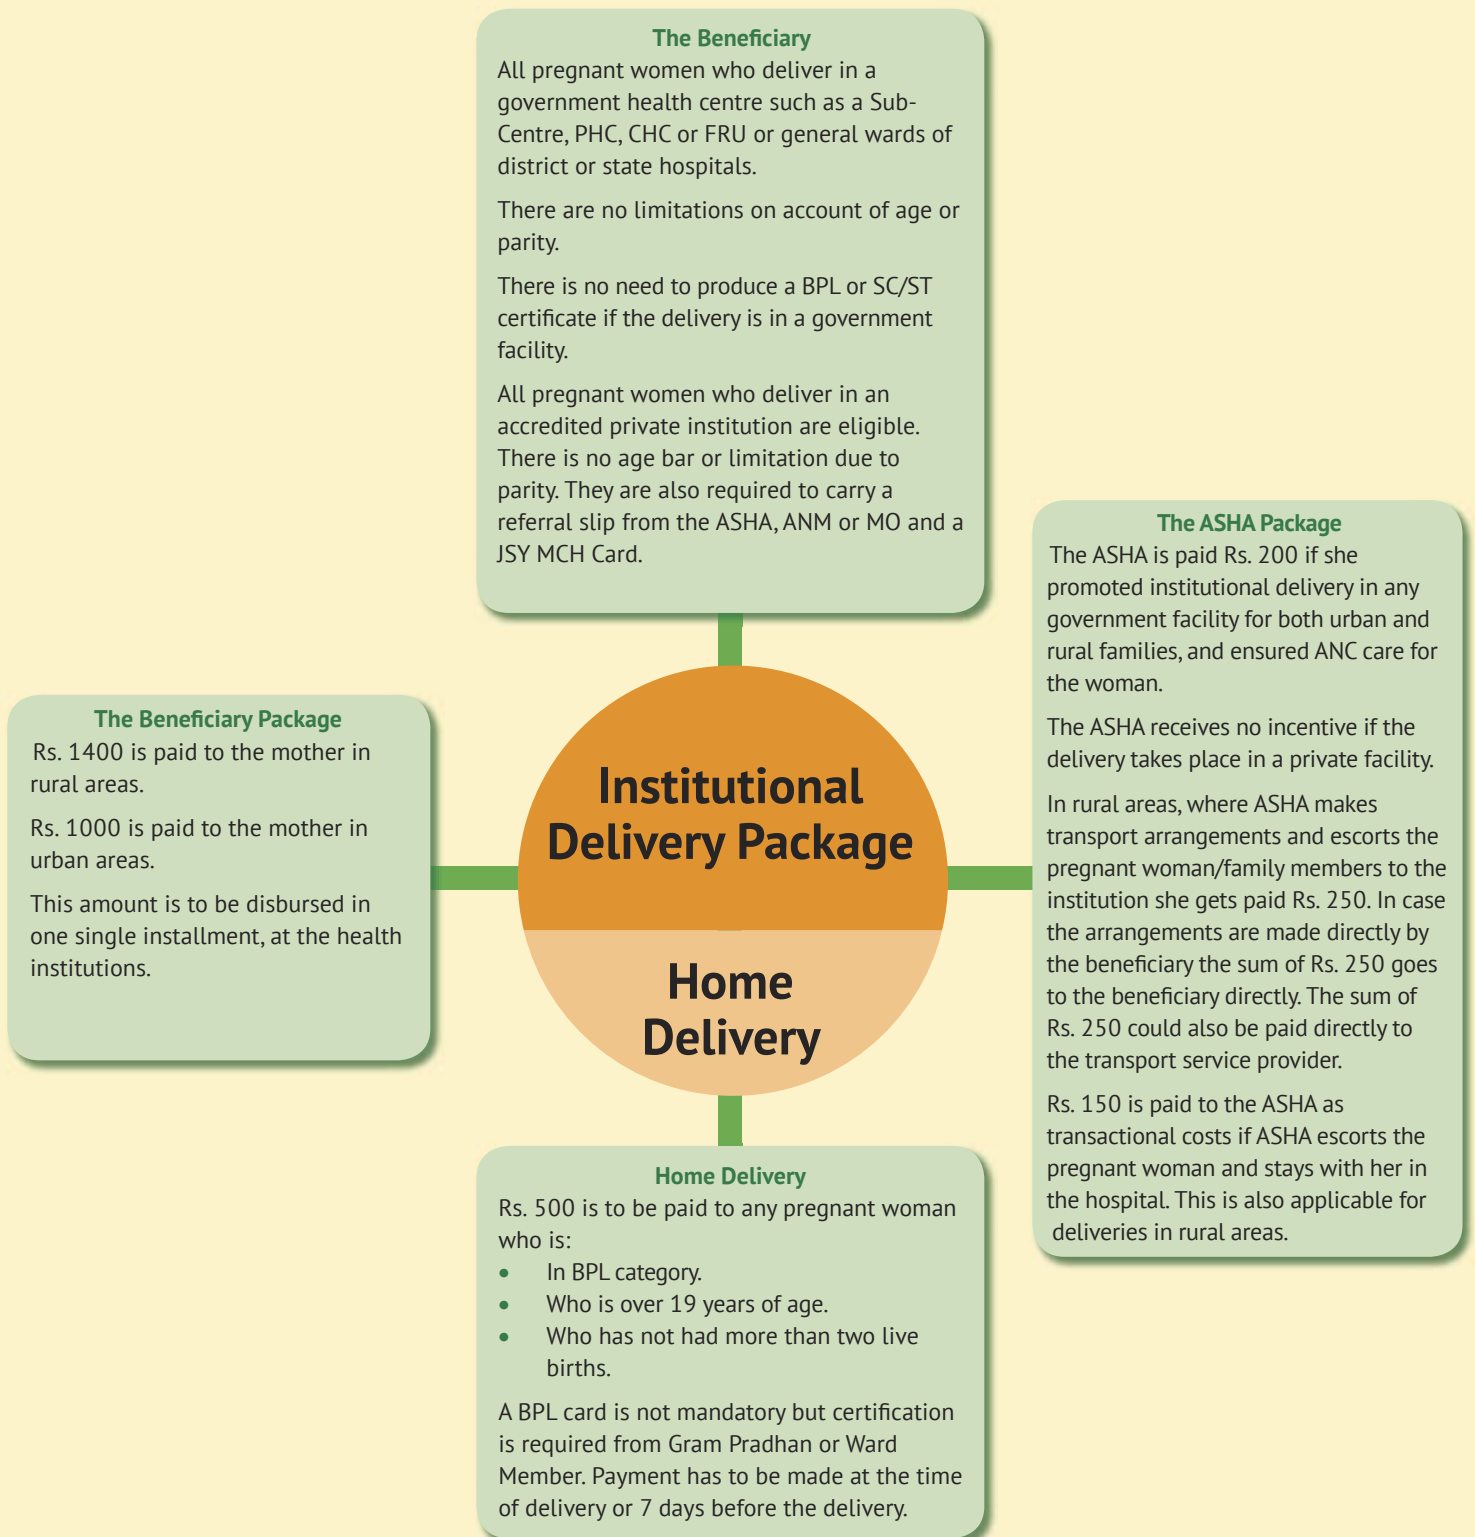 The Beneficiary
All pregnant women who deliver in a
government health centre such as a Sub-
Centre, PHC, CHC or FRU or general wards of
district or state hospitals.
There are no limitations on account of age or
parity.
There is no need to produce a BPL or SC/ST
certificate if the delivery is in a government
facility.
All pregnant women who deliver in an
accredited private institution are eligible.
There is no age bar or limitation due to
parity. They are also required to carry a
referral slip from the ASHA, ANM or MO and a
JSY MCH Card.
The Beneficiary Package
Rs. 1400 is paid to the mother in
rural areas.
Rs. 1000 is paid to the mother in
urban areas.
This amount is to be disbursed in
one single installment, at the health
institutions.
Institutional
Delivery Package
Home
Delivery
The ASHA Package
The ASHA is paid Rs. 200 if she
promoted institutional delivery in any
government facility for both urban and
rural families, and ensured ANC care for
the woman.
The ASHA receives no incentive if the
delivery takes place in a private facility.
In rural areas, where ASHA makes
transport arrangements and escorts the
pregnant woman/family members to the
institution she gets paid Rs. 250. In case
the arrangements are made directly by
the beneficiary the sum of Rs. 250 goes
to the beneficiary directly. The sum of
Rs. 250 could also be paid directly to
the transport service provider.
Rs. 150 is paid to the ASHA as
transactional costs if ASHA escorts the
pregnant woman and stays with her in
the hospital. This is also applicable for
deliveries in rural areas.
Home Delivery
Rs. 500 is to be paid to any pregnant woman
who is:
• In BPL category.
• Who is over 19 years of age.
• Who has not had more than two live
births.
A BPL card is not mandatory but certification
is required from Gram Pradhan or Ward
Member. Payment has to be made at the time
of delivery or 7 days before the delivery.